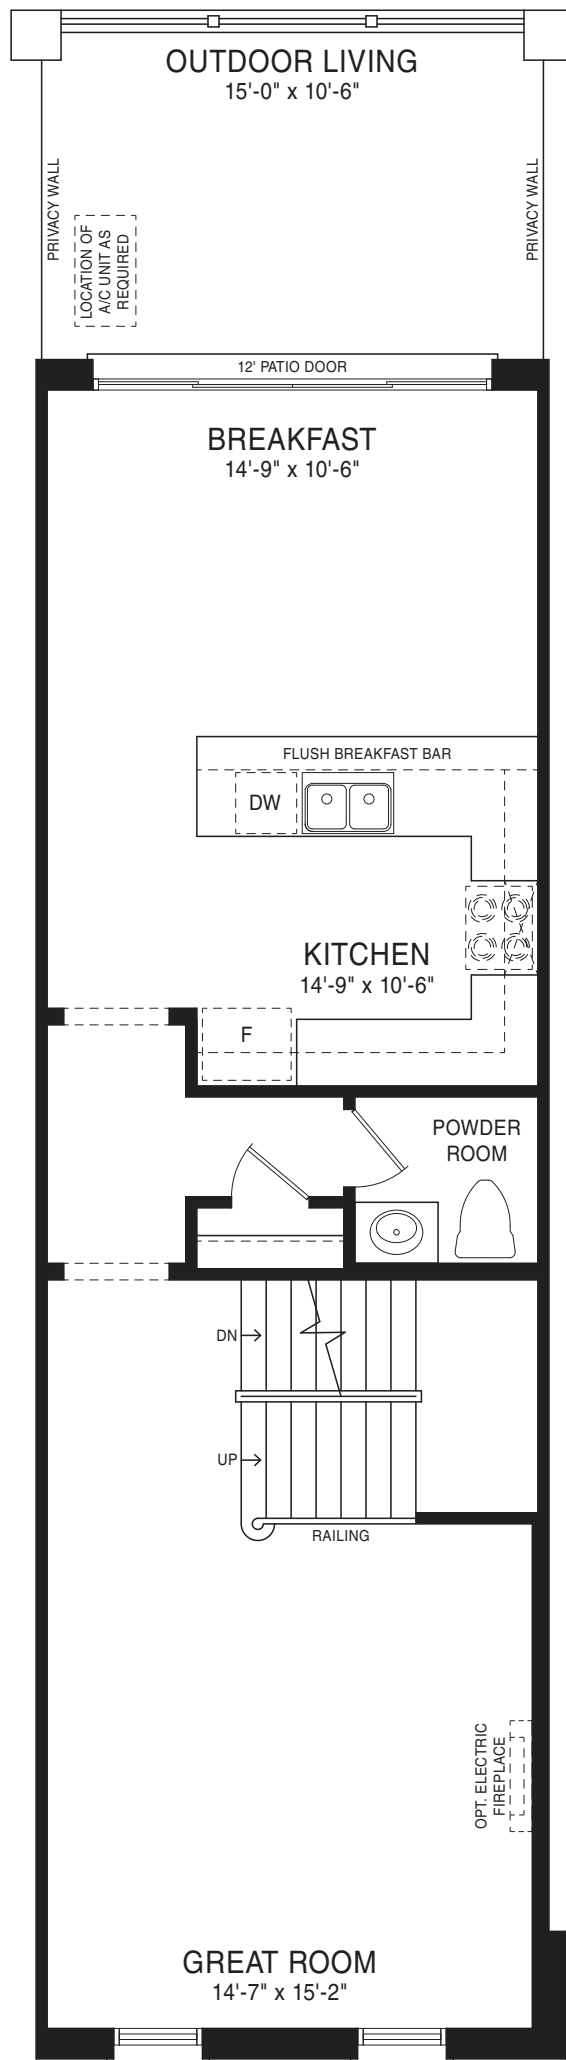 OUTDOOR LIVING
15'-0" x 10'-6"
PRIVACY WALL
PRIVACY WALL
LOCATION OF
A/C UNIT AS
REQUIRED
12' PATIO DOOR
BREAKFAST
14'-9" x 10'-6"
FLUSH BREAKFAST BAR
DW
KITCHEN
14'-9" x 10'-6"
F
POWDER
ROOM
DN
UP
RAILING
OPT. ELECTRIC
FIREPLACE
GREAT ROOM
14'-7" x 15'-2"